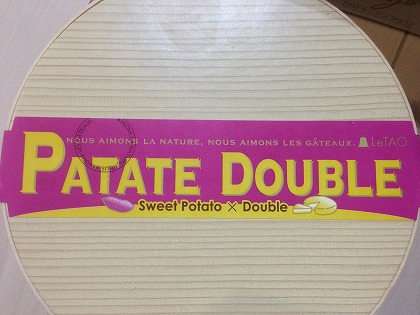 NOUS AIMONS LA NATURE, NOUS AIMONS LES GÂTEAUX. LeTAO
PATATE DOUBLE
Sweet Potato × Double